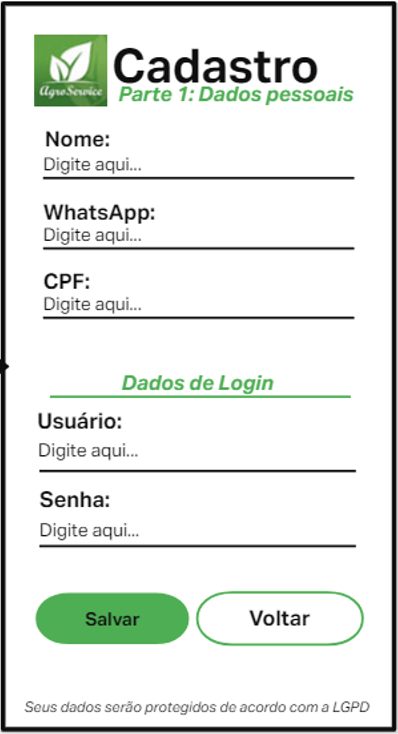 AgroService
Cadastro
Parte 1: Dados pessoais
Nome:
Digite aqui...
WhatsApp:
Digite aqui...
CPF:
Digite aqui...
Dados de Login
Usuário:
Digite aqui...
Senha:
Digite aqui...
Salvar Voltar
Seus dados serão protegidos de acordo com a LGPD